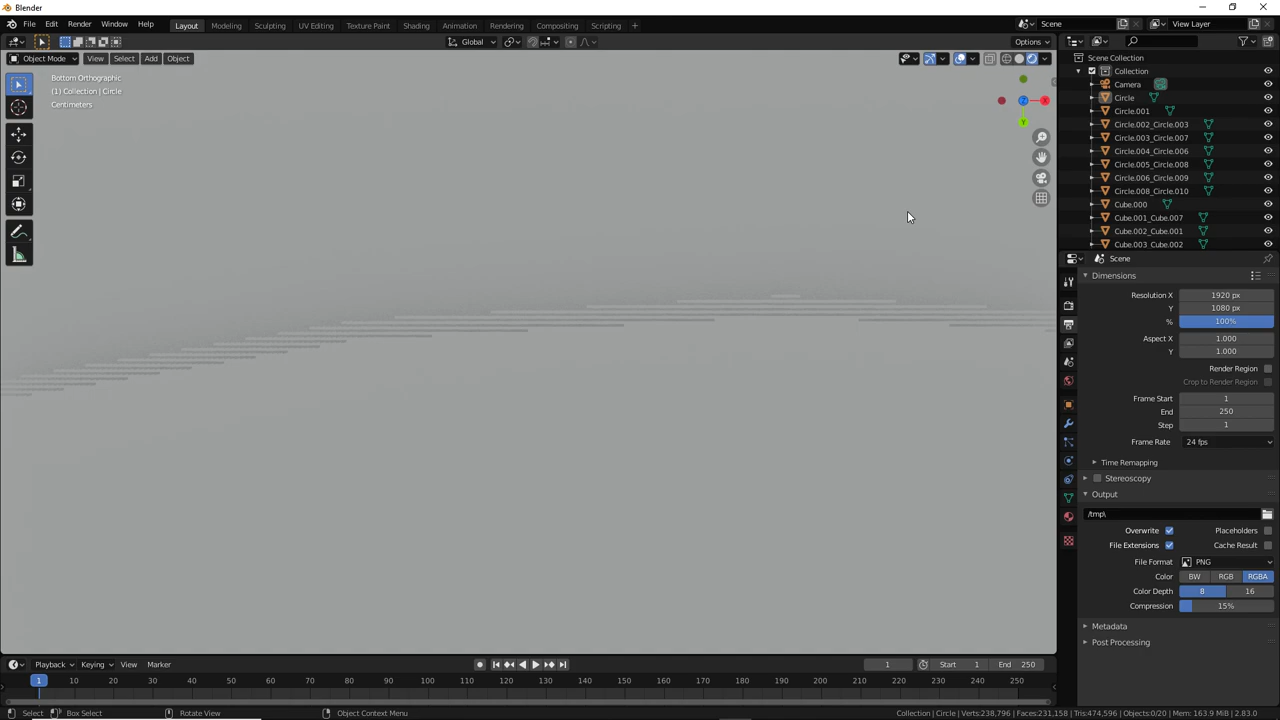 Blender
File Edit Render Window Help Layout Modeling Sculpting UV Editing Texture Paint Shading Animation Rendering Compositing Scripting + Scene View Layer
Global Options
Object Mode View Select Add Object
Bottom Orthographic
(1) Collection | Circle
Centimeters
X
Y
Z
Scene Collection
Collection
Camera
Circle
Circle.001
Circle.002_Circle.003
Circle.003_Circle.007
Circle.004_Circle.006
Circle.005_Circle.008
Circle.006_Circle.009
Circle.008_Circle.010
Cube.000
Cube.001_Cube.007
Cube.002_Cube.001
Cube.003_Cube.002
Scene
Dimensions
Resolution X 1920 px
Y 1080 px
% 100%
Aspect X 1.000
Y 1.000
Render Region
Crop to Render Region
Frame Start 1
End 250
Step 1
Frame Rate 24 fps
Time Remapping
Stereoscopy
Output
/tmp\
Overwrite Placeholders
File Extensions Cache Result
File Format PNG
Color BW RGB RGBA
Color Depth 8 16
Compression 15%
Metadata
Post Processing
Playback Keying View Marker 1 Start 1 End 250
1 10 20 30 40 50 60 70 80 90 100 110 120 130 140 150 160 170 180 190 200 210 220 230 240 250
Select Box Select Rotate View Object Context Menu Collection | Circle | Verts:238,796 | Faces:231,158 | Tris:474,596 | Objects:0/20 | Mem: 163.9 MiB | 2.83.0